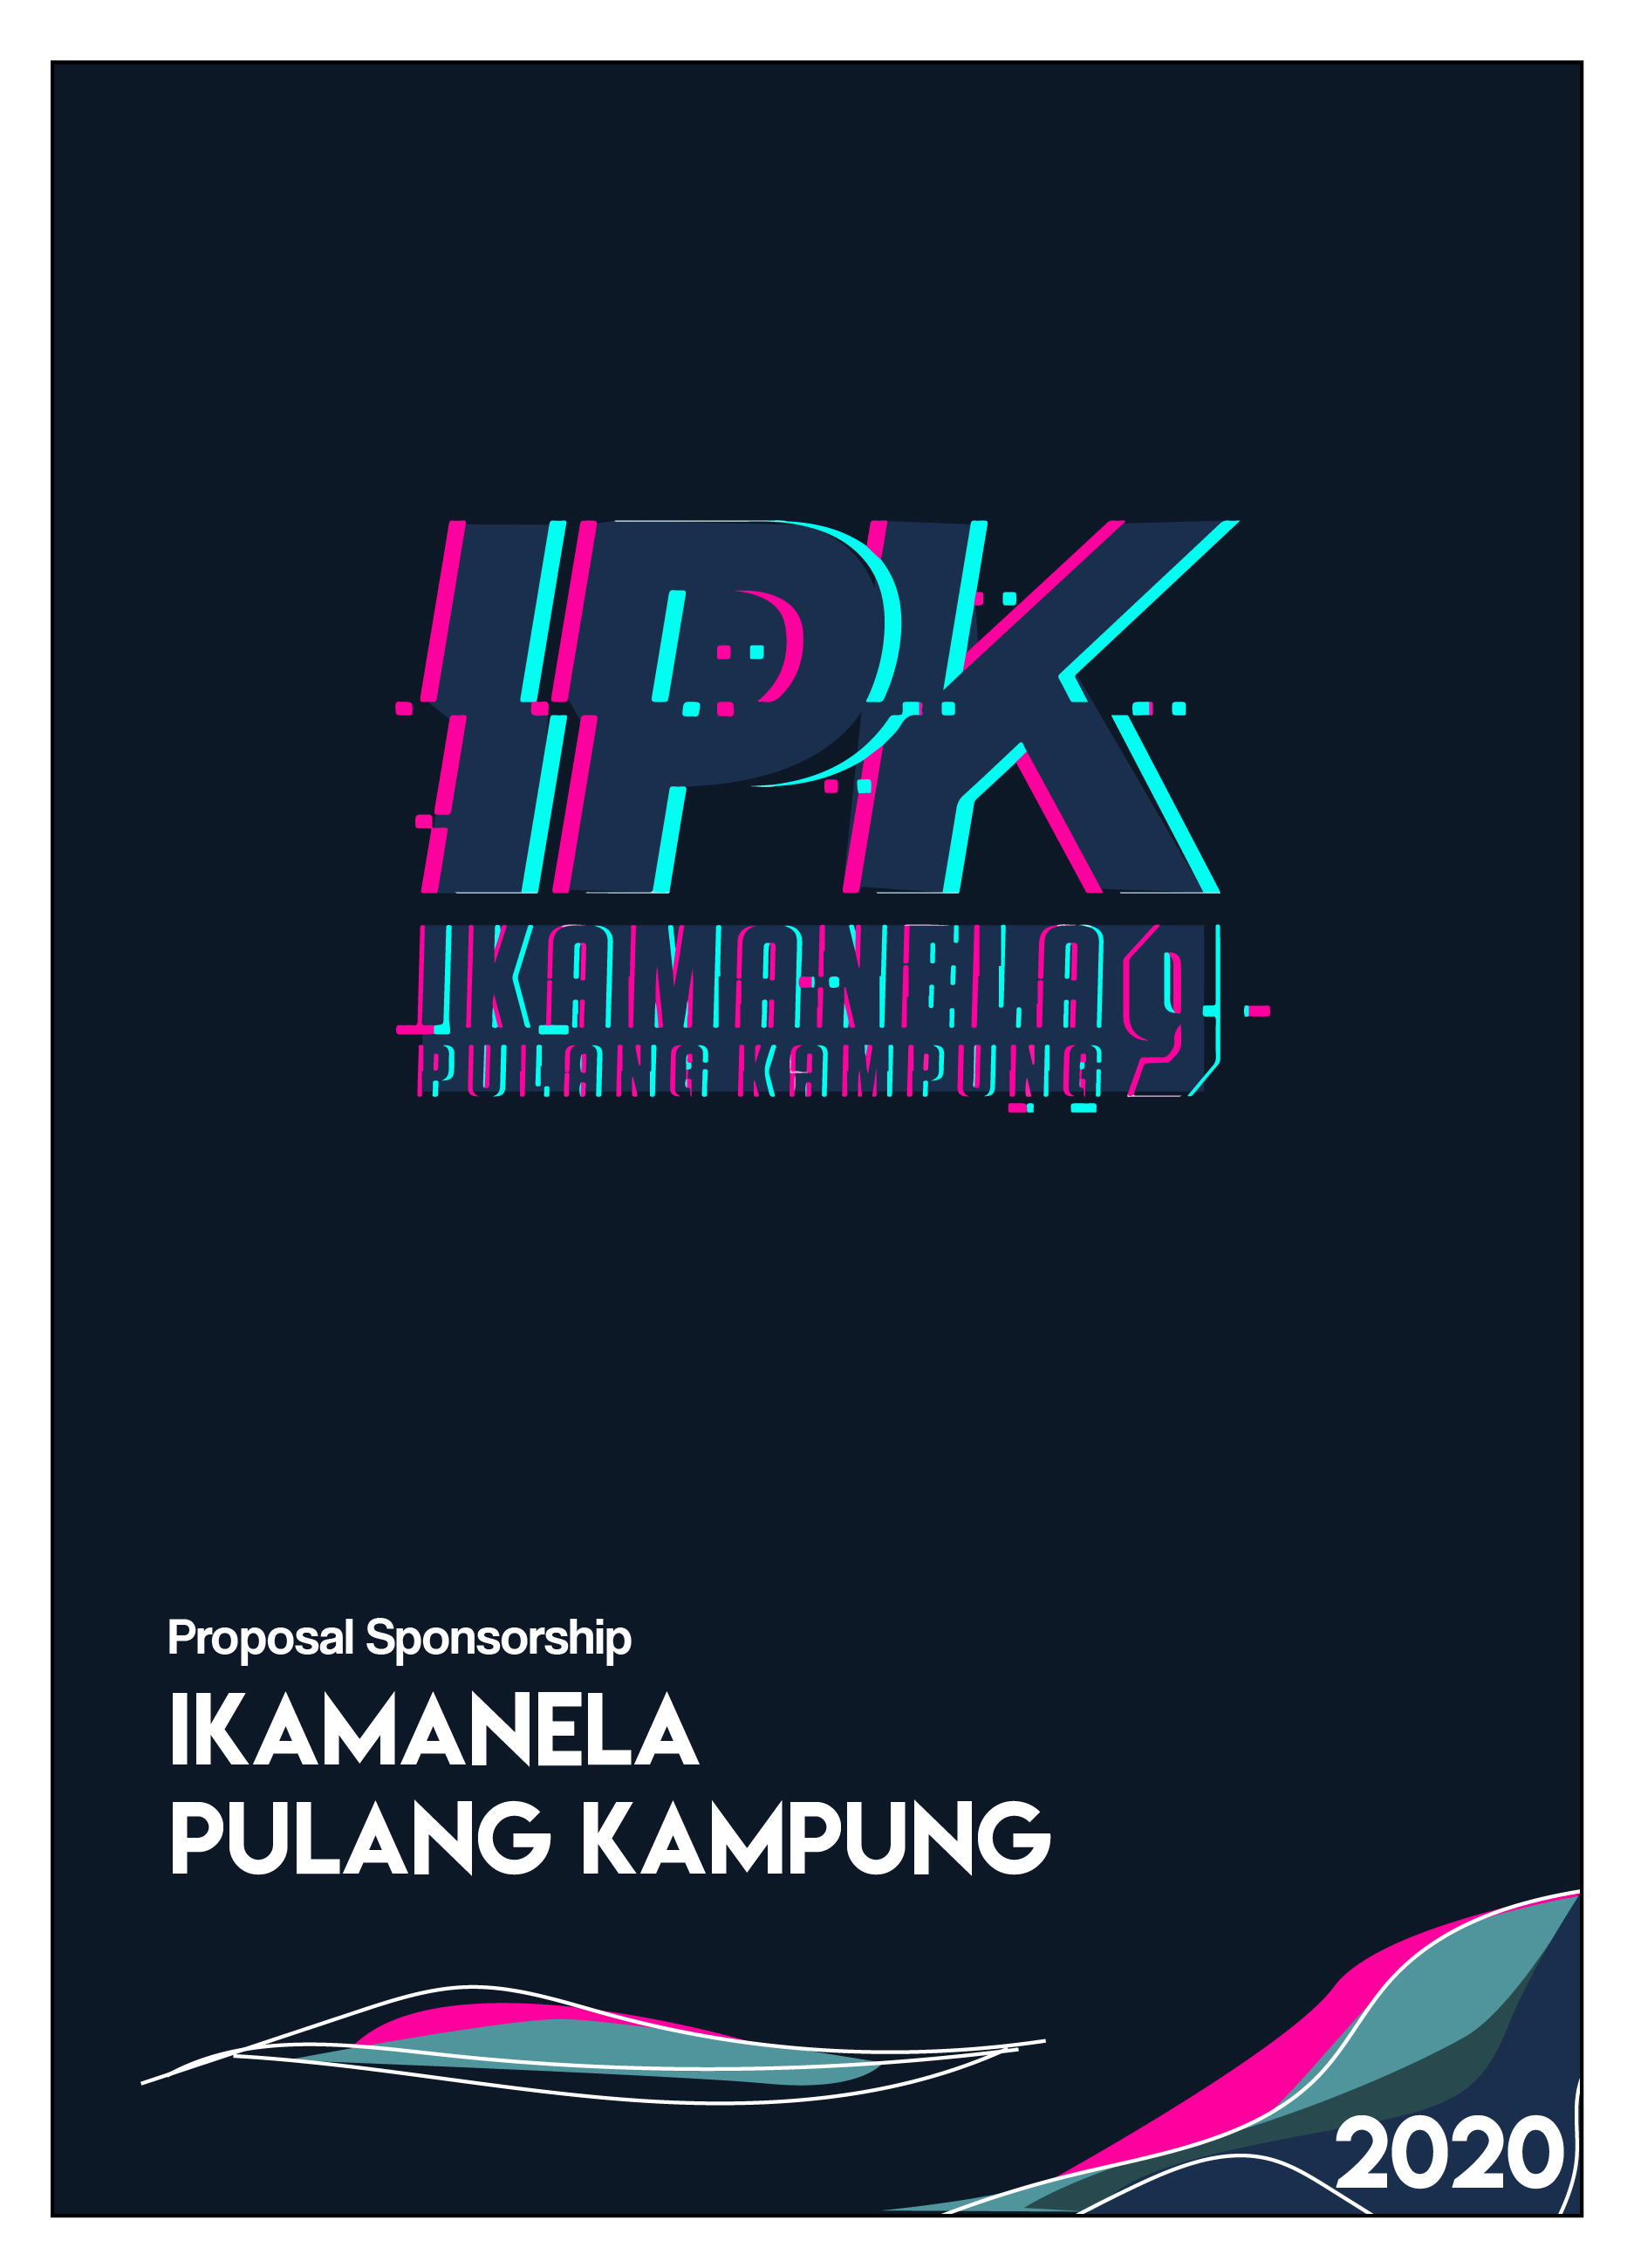 IPK
IKAMANELA 9
PULANG KAMPUNG
Proposal Sponsorship
IKAMANELA
PULANG KAMPUNG
2020